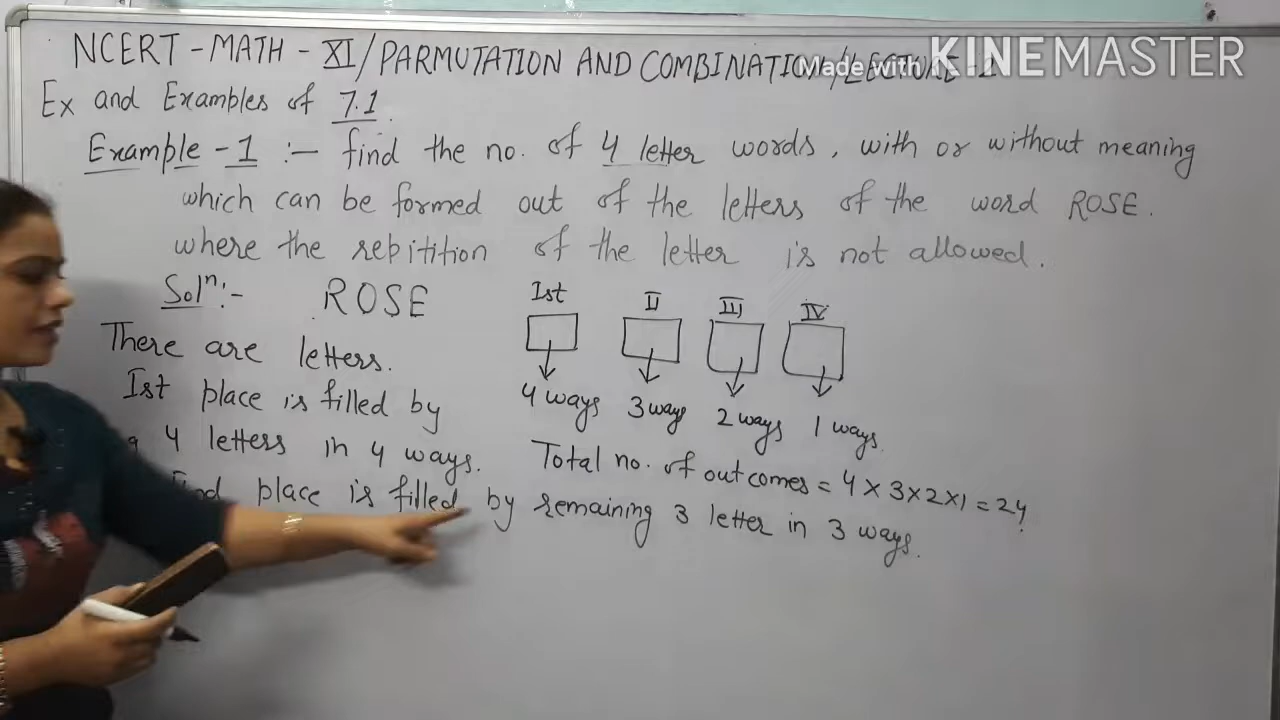 NCERT - MATH - XI / PARMUTATION AND COMBINATION / LECTURE - 1
Made with KINEMASTER
Ex and Examples of 7.1.
Example - 1 :- find the no. of 4 letter words, with or without meaning
which can be formed out of the letters of the word ROSE.
where the repitition of the letter is not allowed.
Solⁿ:- ROSE
Ist II III IV
There are letters.
Ist place is filled by
4 ways 3 ways 2 ways 1 ways.
4 letters in 4 ways.
Total no. of outcomes = 4 × 3 × 2 × 1 = 24
place is filled by remaining 3 letter in 3 ways.